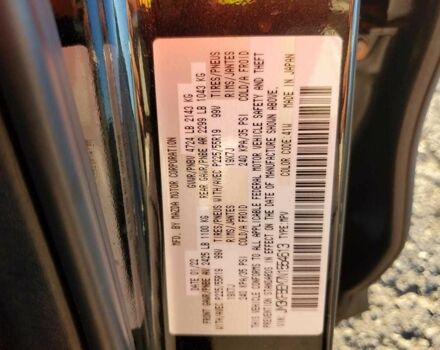 MFD BY MAZDA MOTOR CORPORATION
DATE 01/22 GVWR/PNBV 4724 LB 2143 KG
FRONT GAWR/PNBE AV 2425 LB 1100 KG REAR GAWR/PNBE AR 2299 LB 1043 KG
WITH/AVEC P225/55R19 99V TIRES/PNEUS WITH/AVEC P225/55R19 99V TIRES/PNEUS
19X7J RIMS/JANTES 19X7J RIMS/JANTES
240 KPA/35 PSI COLD/A FROID 240 KPA/35 PSI COLD/A FROID
THIS VEHICLE CONFORMS TO ALL APPLICABLE FEDERAL MOTOR VEHICLE SAFETY AND THEFT
PREVENTION STANDARDS IN EFFECT ON THE DATE OF MANUFACTURE SHOWN ABOVE.
TYPE: MPV COLOR CODE: 41W MADE IN JAPAN